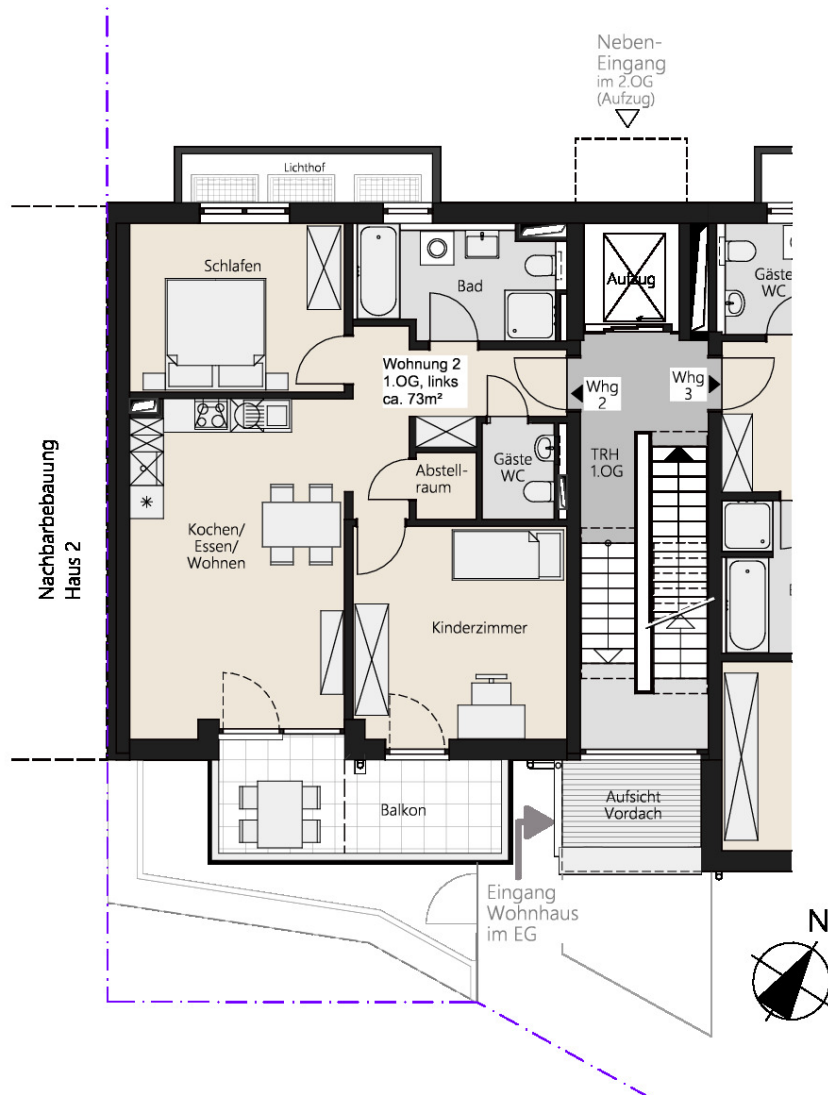 Neben-
Eingang
im 2.OG
(Aufzug)
Lichthof
Schlafen
Bad
Aufzug
Gäste
WC
Wohnung 2
1.OG, links
ca. 73m²
Whg
2
Whg
3
TRH
1.OG
Gäste
WC
Abstell-
raum
Kochen/
Essen/
Wohnen
Nachbarbebauung
Haus 2
Kinderzimmer
Balkon
Aufsicht
Vordach
Eingang
Wohnhaus
im EG
N